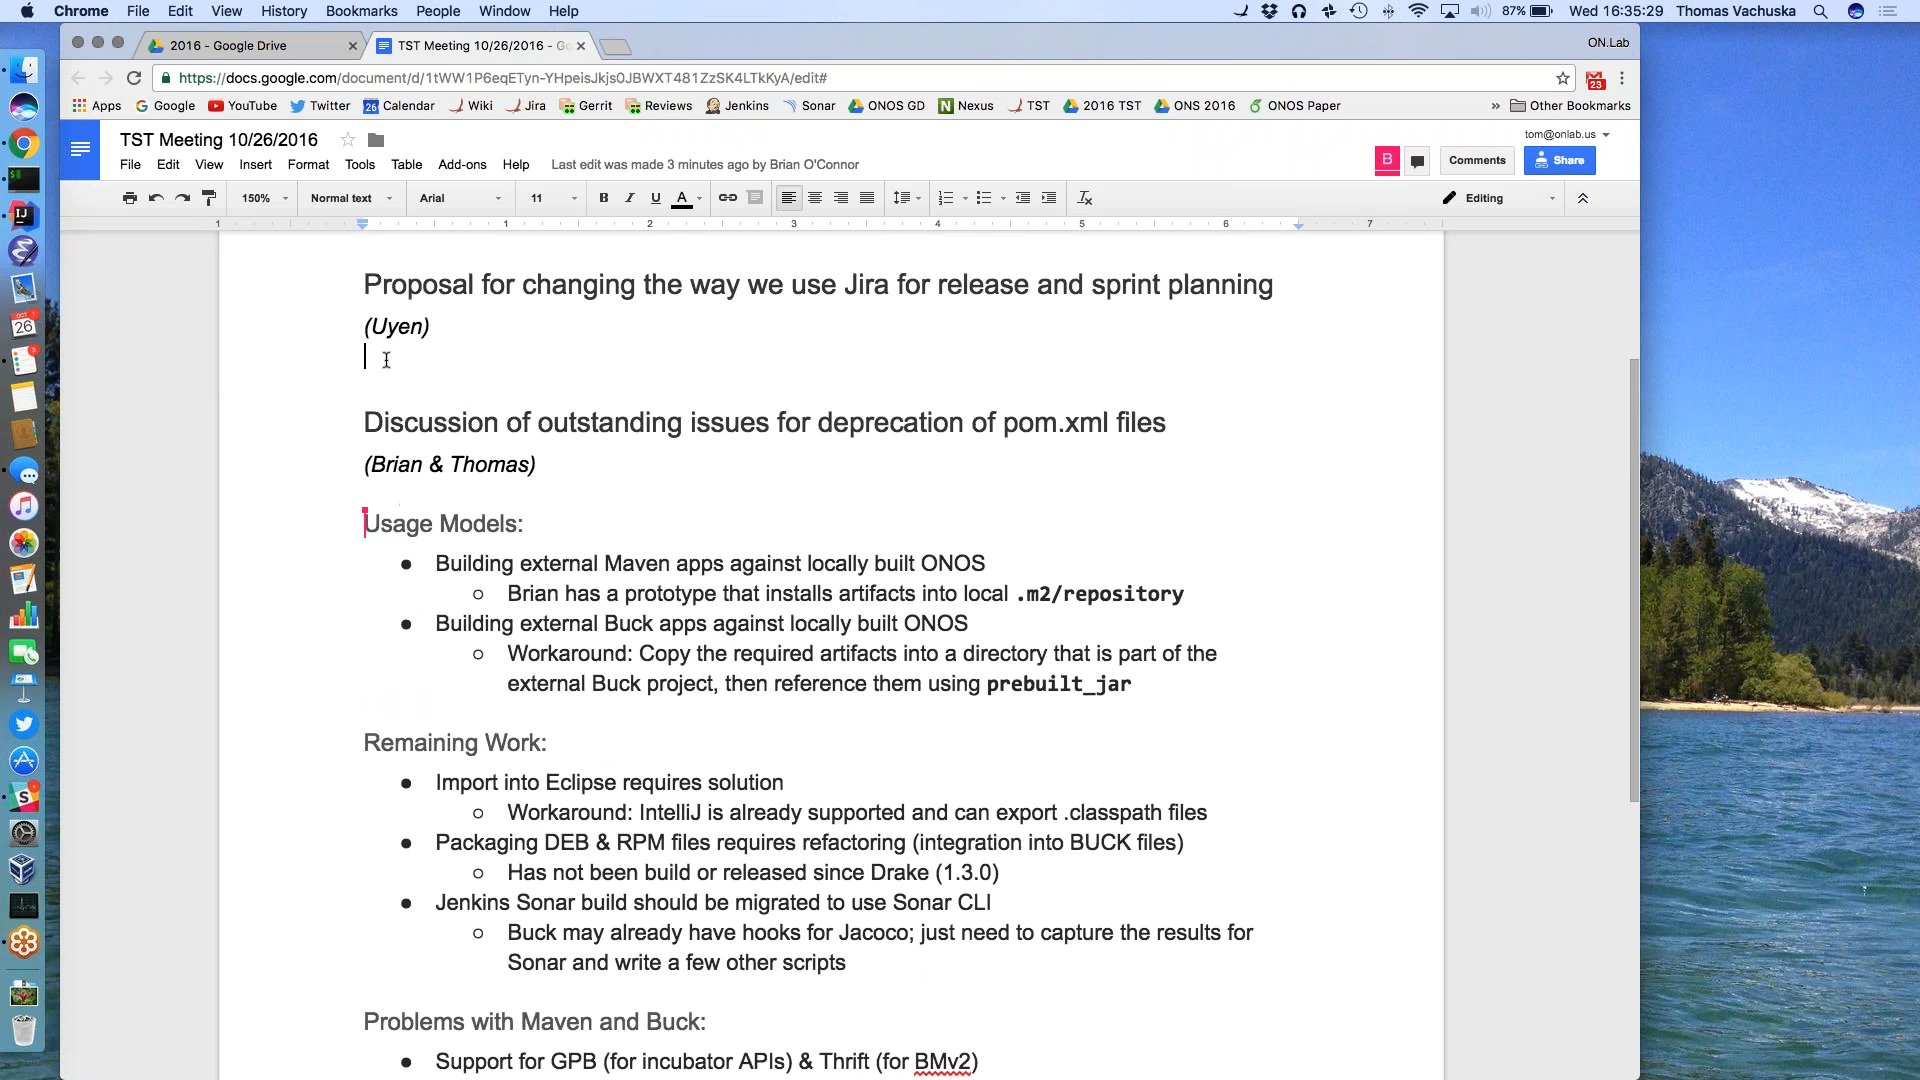 Chrome File Edit View History Bookmarks People Window Help 87% Wed 16:35:29 Thomas Vachuska
2016 - Google Drive TST Meeting 10/26/2016 - Go ON.Lab
https://docs.google.com/document/d/1tWW1P6eqETyn-YHpeisJkjs0JBWXT481ZzSK4LTkKyA/edit# 23
Apps Google YouTube Twitter 26 Calendar Wiki Jira Gerrit Reviews Jenkins Sonar ONOS GD Nexus TST 2016 TST ONS 2016 ONOS Paper » Other Bookmarks
TST Meeting 10/26/2016 tom@onlab.us
File Edit View Insert Format Tools Table Add-ons Help Last edit was made 3 minutes ago by Brian O'Connor B Comments Share
150% Normal text Arial 11 B I U A Editing
1 1 2 3 4 5 6 7
Proposal for changing the way we use Jira for release and sprint planning
(Uyen)
Discussion of outstanding issues for deprecation of pom.xml files
(Brian & Thomas)
Usage Models:
● Building external Maven apps against locally built ONOS
○ Brian has a prototype that installs artifacts into local .m2/repository
● Building external Buck apps against locally built ONOS
○ Workaround: Copy the required artifacts into a directory that is part of the
external Buck project, then reference them using prebuilt_jar
Remaining Work:
● Import into Eclipse requires solution
○ Workaround: IntelliJ is already supported and can export .classpath files
● Packaging DEB & RPM files requires refactoring (integration into BUCK files)
○ Has not been build or released since Drake (1.3.0)
● Jenkins Sonar build should be migrated to use Sonar CLI
○ Buck may already have hooks for Jacoco; just need to capture the results for
Sonar and write a few other scripts
Problems with Maven and Buck:
● Support for GPB (for incubator APIs) & Thrift (for BMv2)